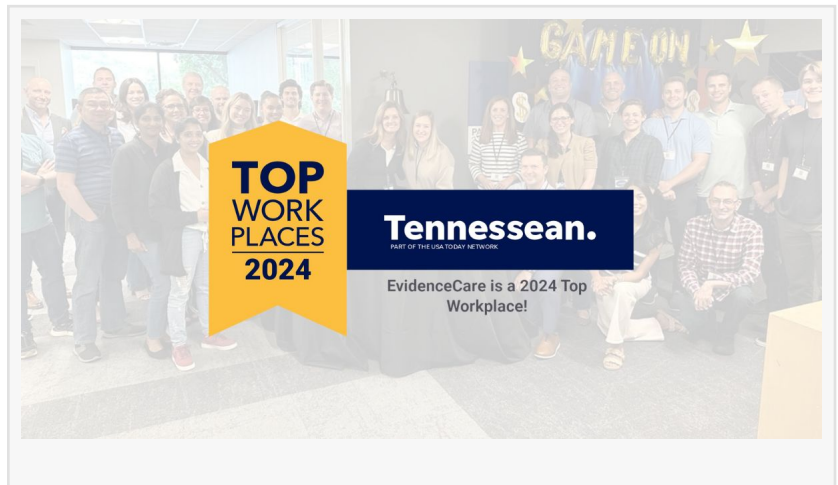 GAME ON
TOP
WORK
PLACES
2024
Tennessean.
PART OF THE USA TODAY NETWORK
EvidenceCare is a 2024 Top
Workplace!